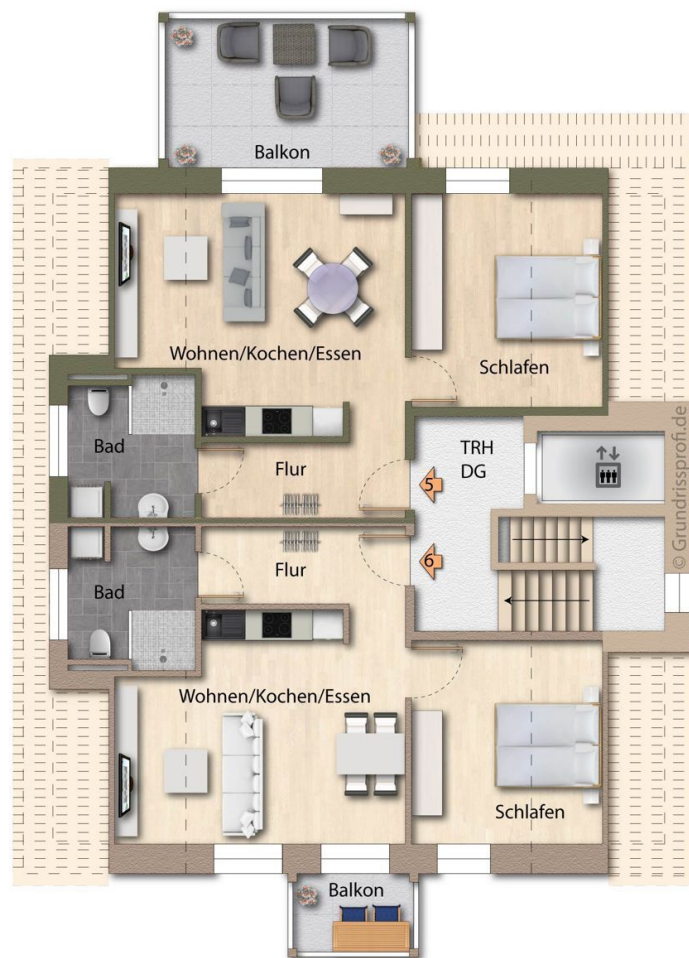 Balkon
Wohnen/Kochen/Essen
Schlafen
Bad
Flur
TRH
DG
5
© Grundrissprofi.de
6
Flur
Bad
Wohnen/Kochen/Essen
Schlafen
Balkon